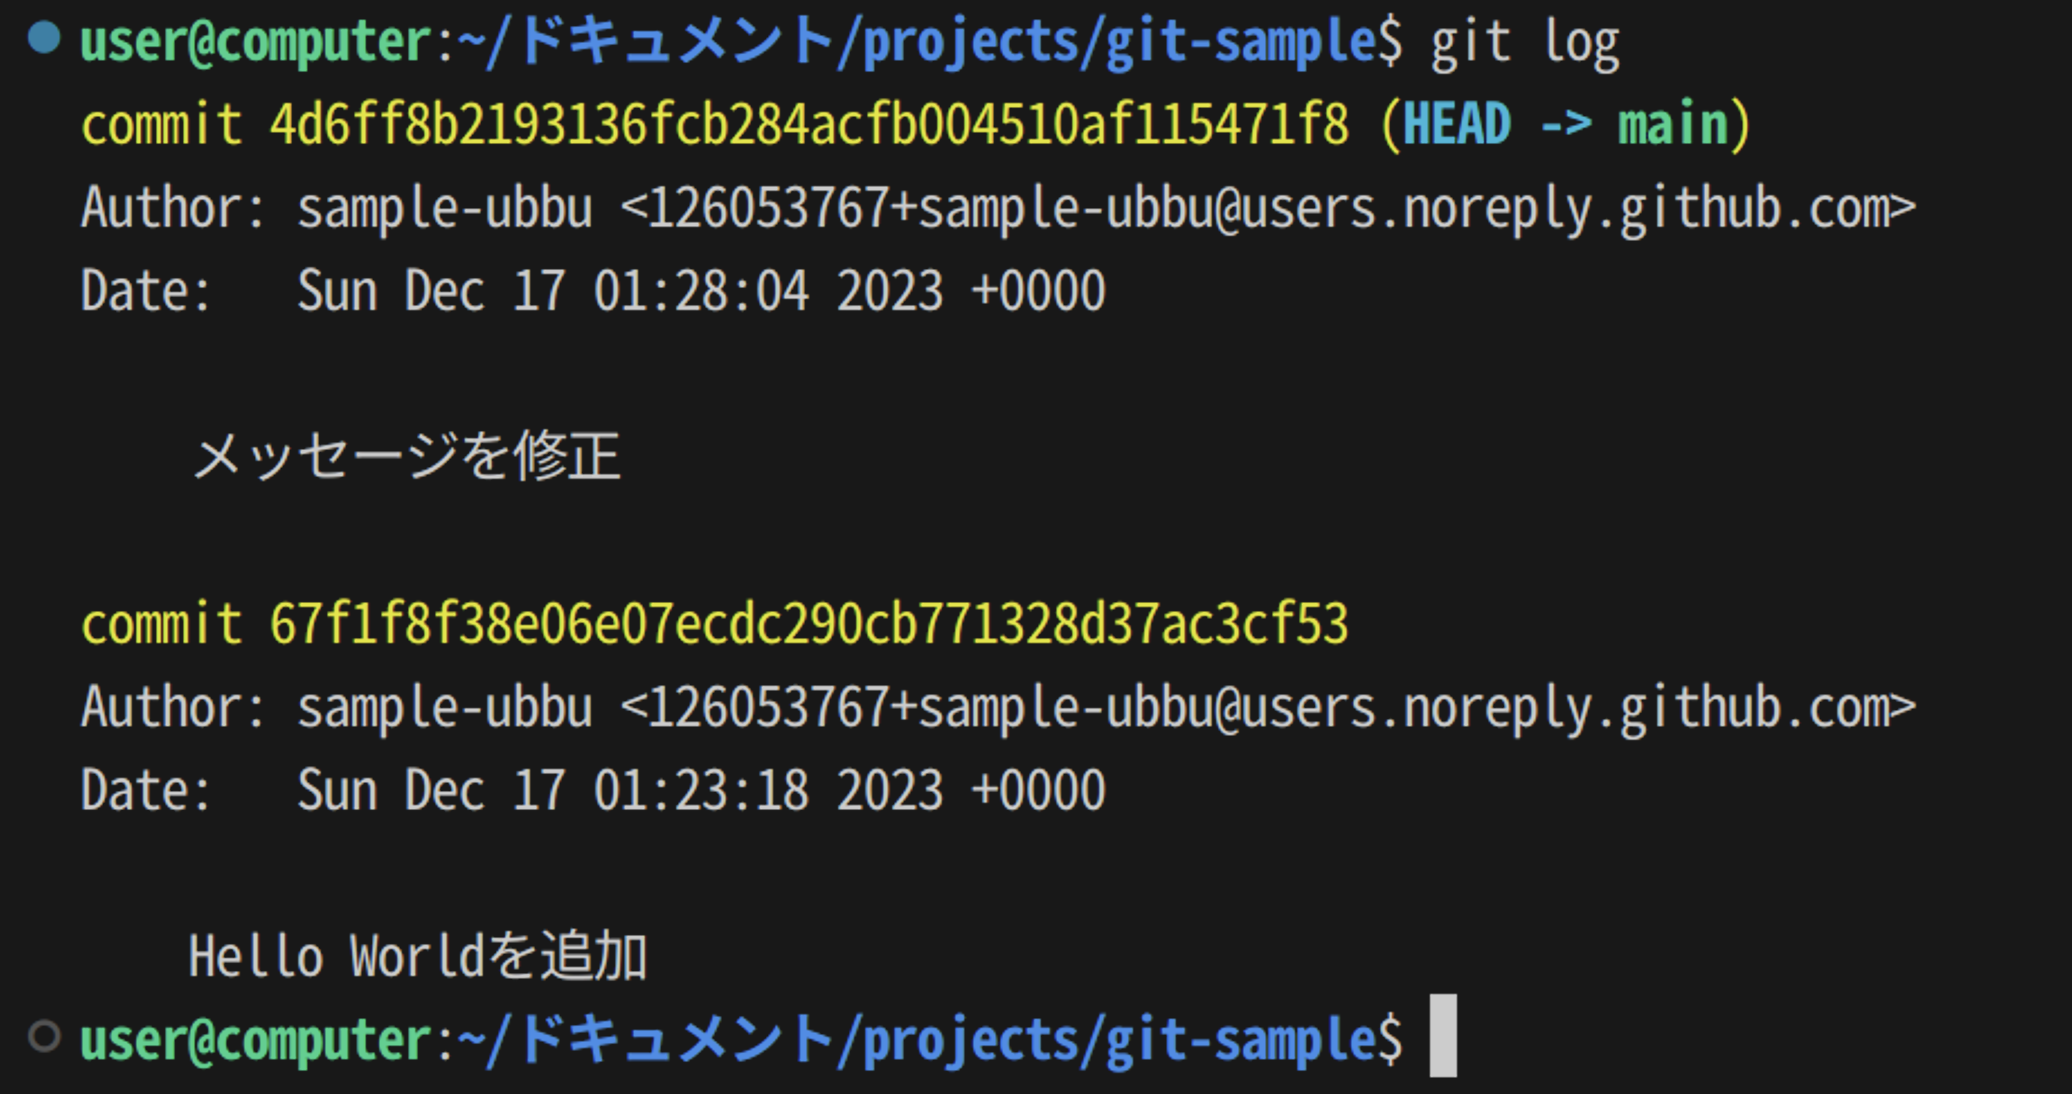 user@computer:~/ドキュメント/projects/git-sample$ git log
commit 4d6ff8b2193136fcb284acfb004510af115471f8 (HEAD -> main)
Author: sample-ubbu <126053767+sample-ubbu@users.noreply.github.com>
Date:   Sun Dec 17 01:28:04 2023 +0000
メッセージを修正
commit 67f1f8f38e06e07ecdc290cb771328d37ac3cf53
Author: sample-ubbu <126053767+sample-ubbu@users.noreply.github.com>
Date:   Sun Dec 17 01:23:18 2023 +0000
Hello Worldを追加
user@computer:~/ドキュメント/projects/git-sample$